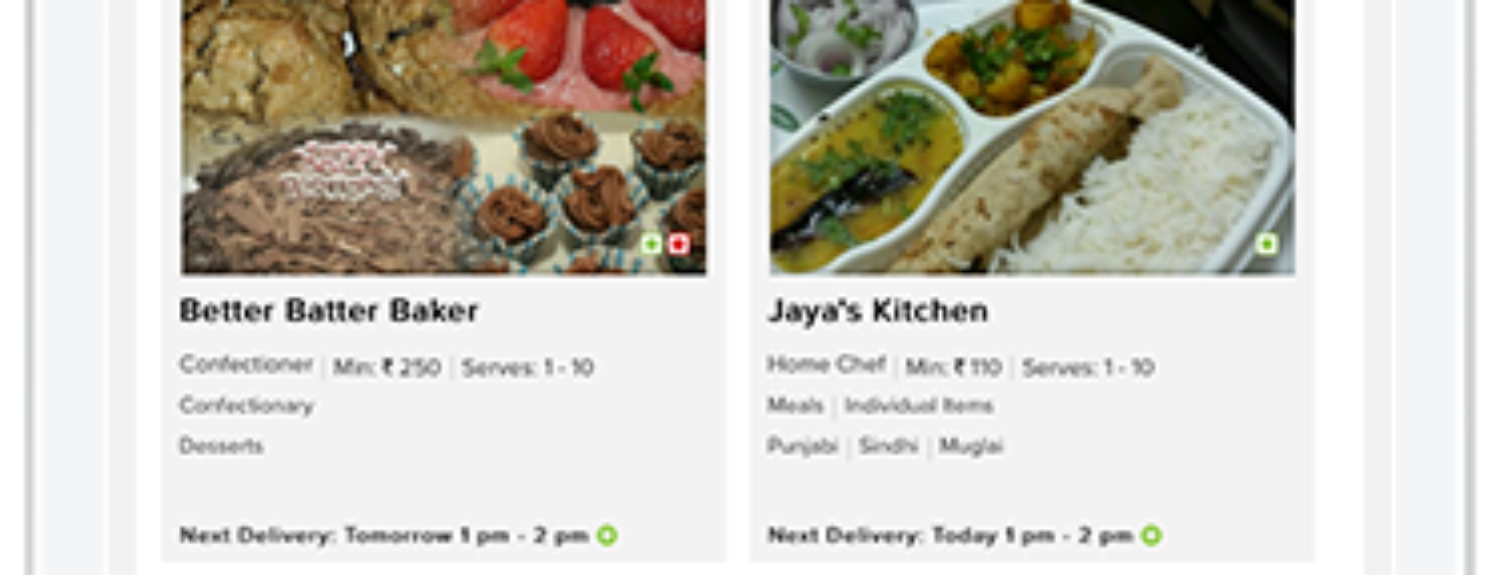 Better Batter Baker
Confectioner | Min: ₹ 250 | Serves: 1 - 10
Confectionary
Desserts
Next Delivery: Tomorrow 1 pm - 2 pm
Jaya's Kitchen
Home Chef | Min: ₹ 110 | Serves: 1 - 10
Meals | Individual Items
Punjabi | Sindhi | Muglai
Next Delivery: Today 1 pm - 2 pm